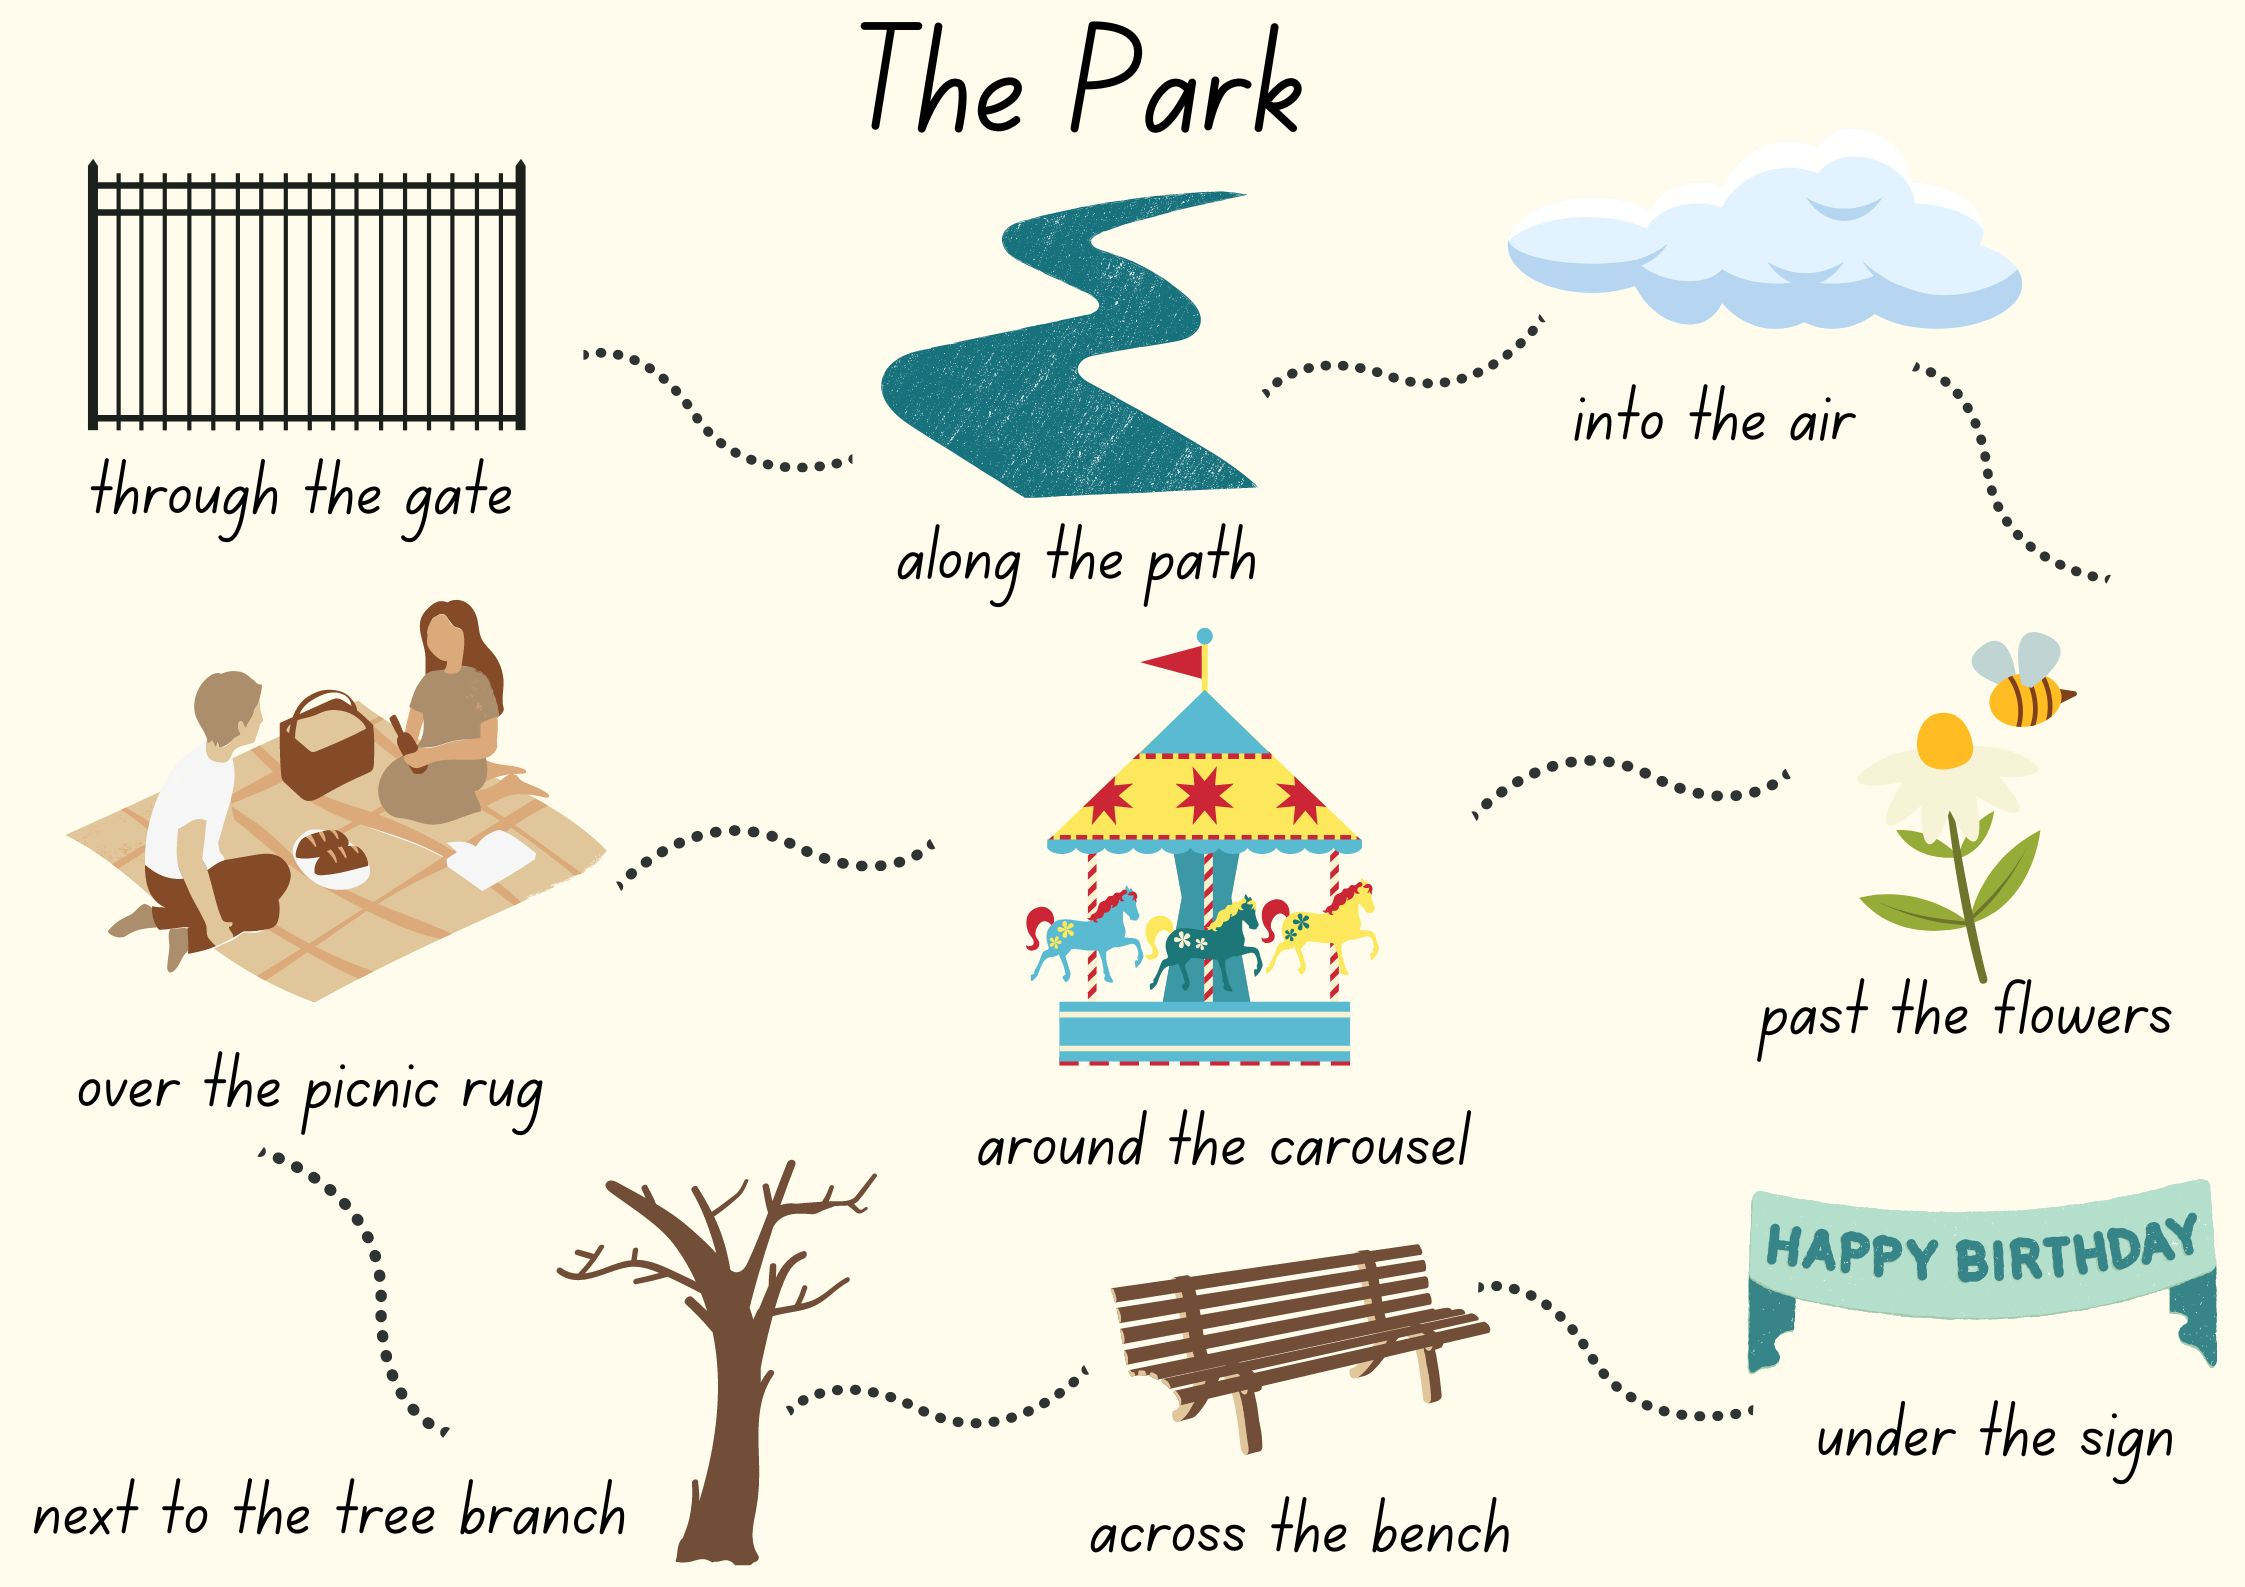 The Park
through the gate
along the path
into the air
past the flowers
around the carousel
over the picnic rug
next to the tree branch
across the bench
HAPPY BIRTHDAY
under the sign